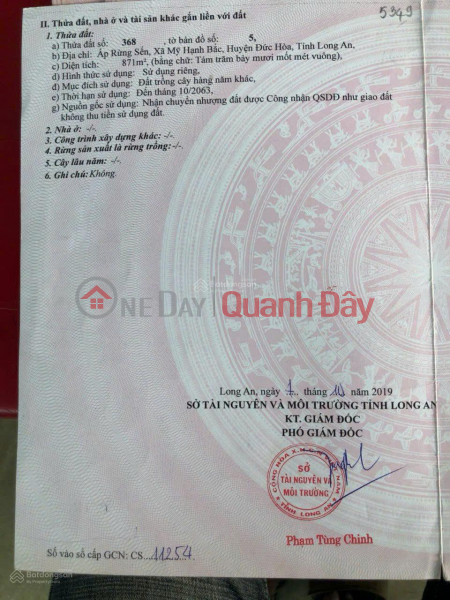 5349
II. Thửa đất, nhà ở và tài sản khác gắn liền với đất
1. Thửa đất:
a) Thửa đất số: 368 , tờ bản đồ số: 5,
b) Địa chỉ: Ấp Rừng Sến, Xã Mỹ Hạnh Bắc, Huyện Đức Hòa, Tỉnh Long An,
c) Diện tích: 871m², (bằng chữ: Tám trăm bảy mươi mốt mét vuông),
d) Hình thức sử dụng: Sử dụng riêng,
đ) Mục đích sử dụng: Đất trồng cây hàng năm khác,
e) Thời hạn sử dụng: Đến tháng 10/2063,
g) Nguồn gốc sử dụng: Nhận chuyển nhượng đất được Công nhận QSDĐ như giao đất
không thu tiền sử dụng đất.
2. Nhà ở: -/-.
3. Công trình xây dựng khác: -/-.
4. Rừng sản xuất là rừng trồng: -/-.
5. Cây lâu năm: -/-.
6. Ghi chú: Không.
ONEDAY Quanh Đây
Long An, ngày tháng 10 năm 2019
SỞ TÀI NGUYÊN VÀ MÔI TRƯỜNG TỈNH LONG AN
KT. GIÁM ĐỐC
PHÓ GIÁM ĐỐC
SỞ
TÀI NGUYÊN VÀ
MÔI TRƯỜNG
TỈNH LONG AN
Phạm Tùng Chinh
Số vào sổ cấp GCN: CS 11254
Batdongsan